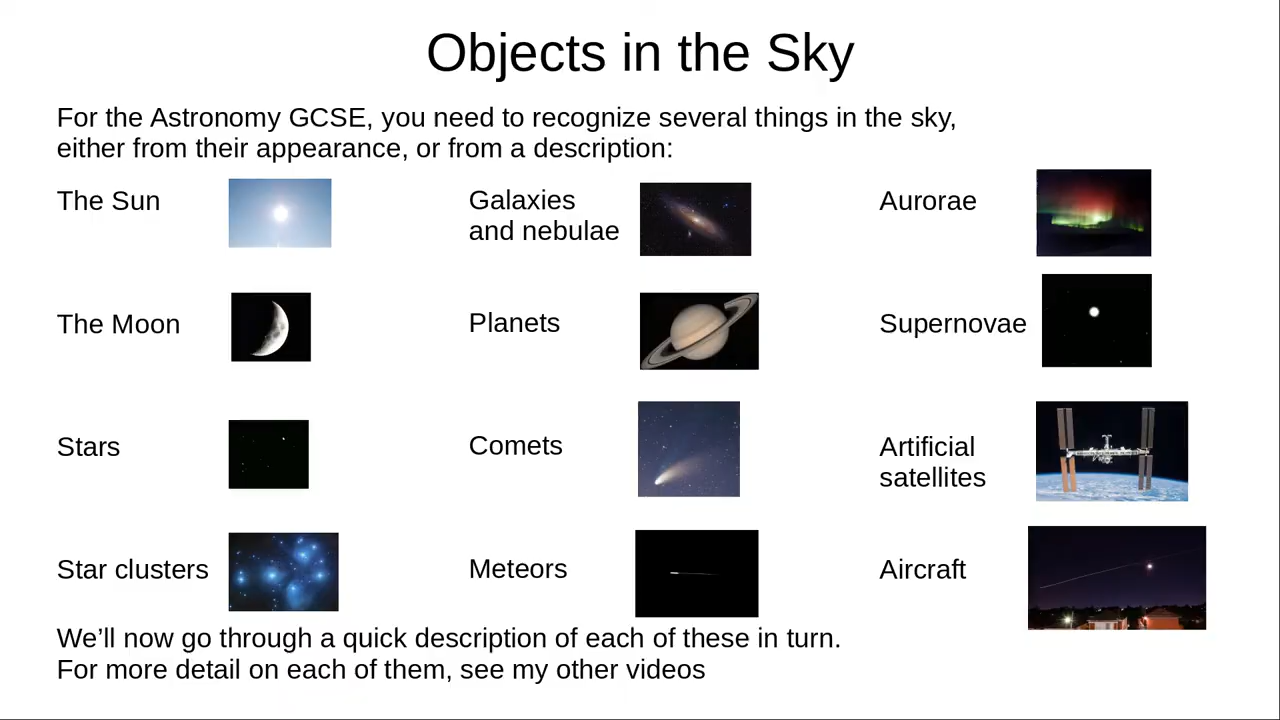 Objects in the Sky
For the Astronomy GCSE, you need to recognize several things in the sky,
either from their appearance, or from a description:
The Sun
Galaxies
and nebulae
Aurorae
The Moon
Planets
Supernovae
Stars
Comets
Artificial
satellites
Star clusters
Meteors
Aircraft
We’ll now go through a quick description of each of these in turn.
For more detail on each of them, see my other videos